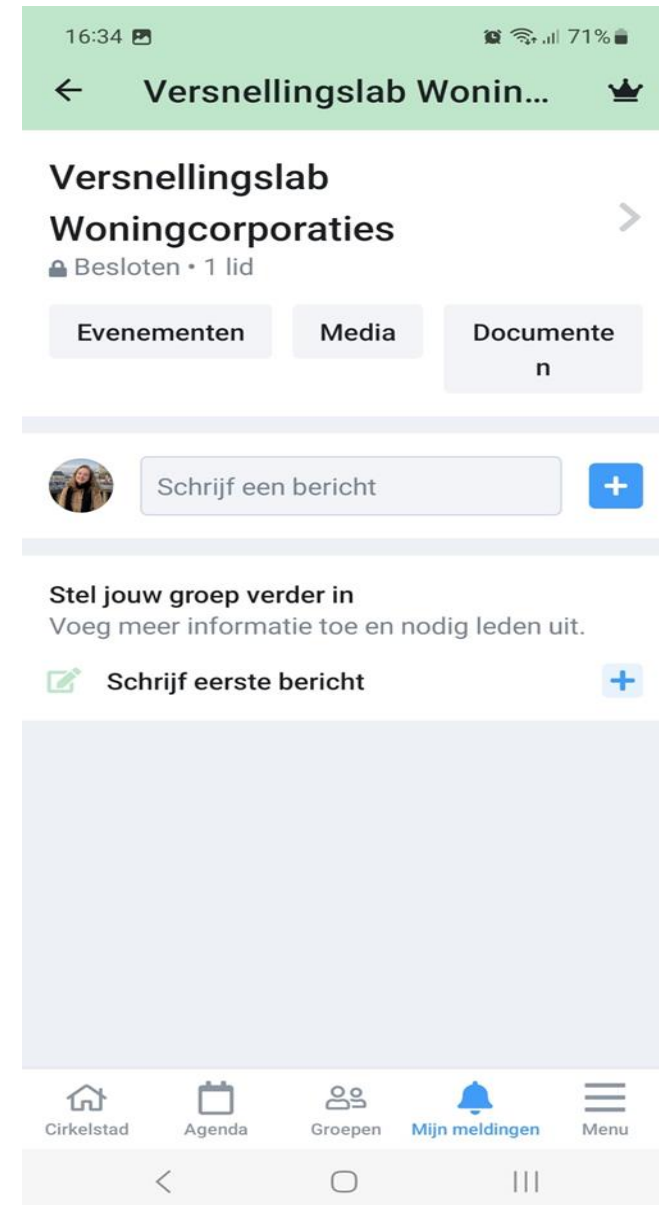 16:34 71%
Versnellingslab Wonin...
Versnellingslab
Woningcorporaties
Besloten • 1 lid
Evenementen Media Documente
n
Schrijf een bericht
Stel jouw groep verder in
Voeg meer informatie toe en nodig leden uit.
Schrijf eerste bericht
Cirkelstad Agenda Groepen Mijn meldingen Menu